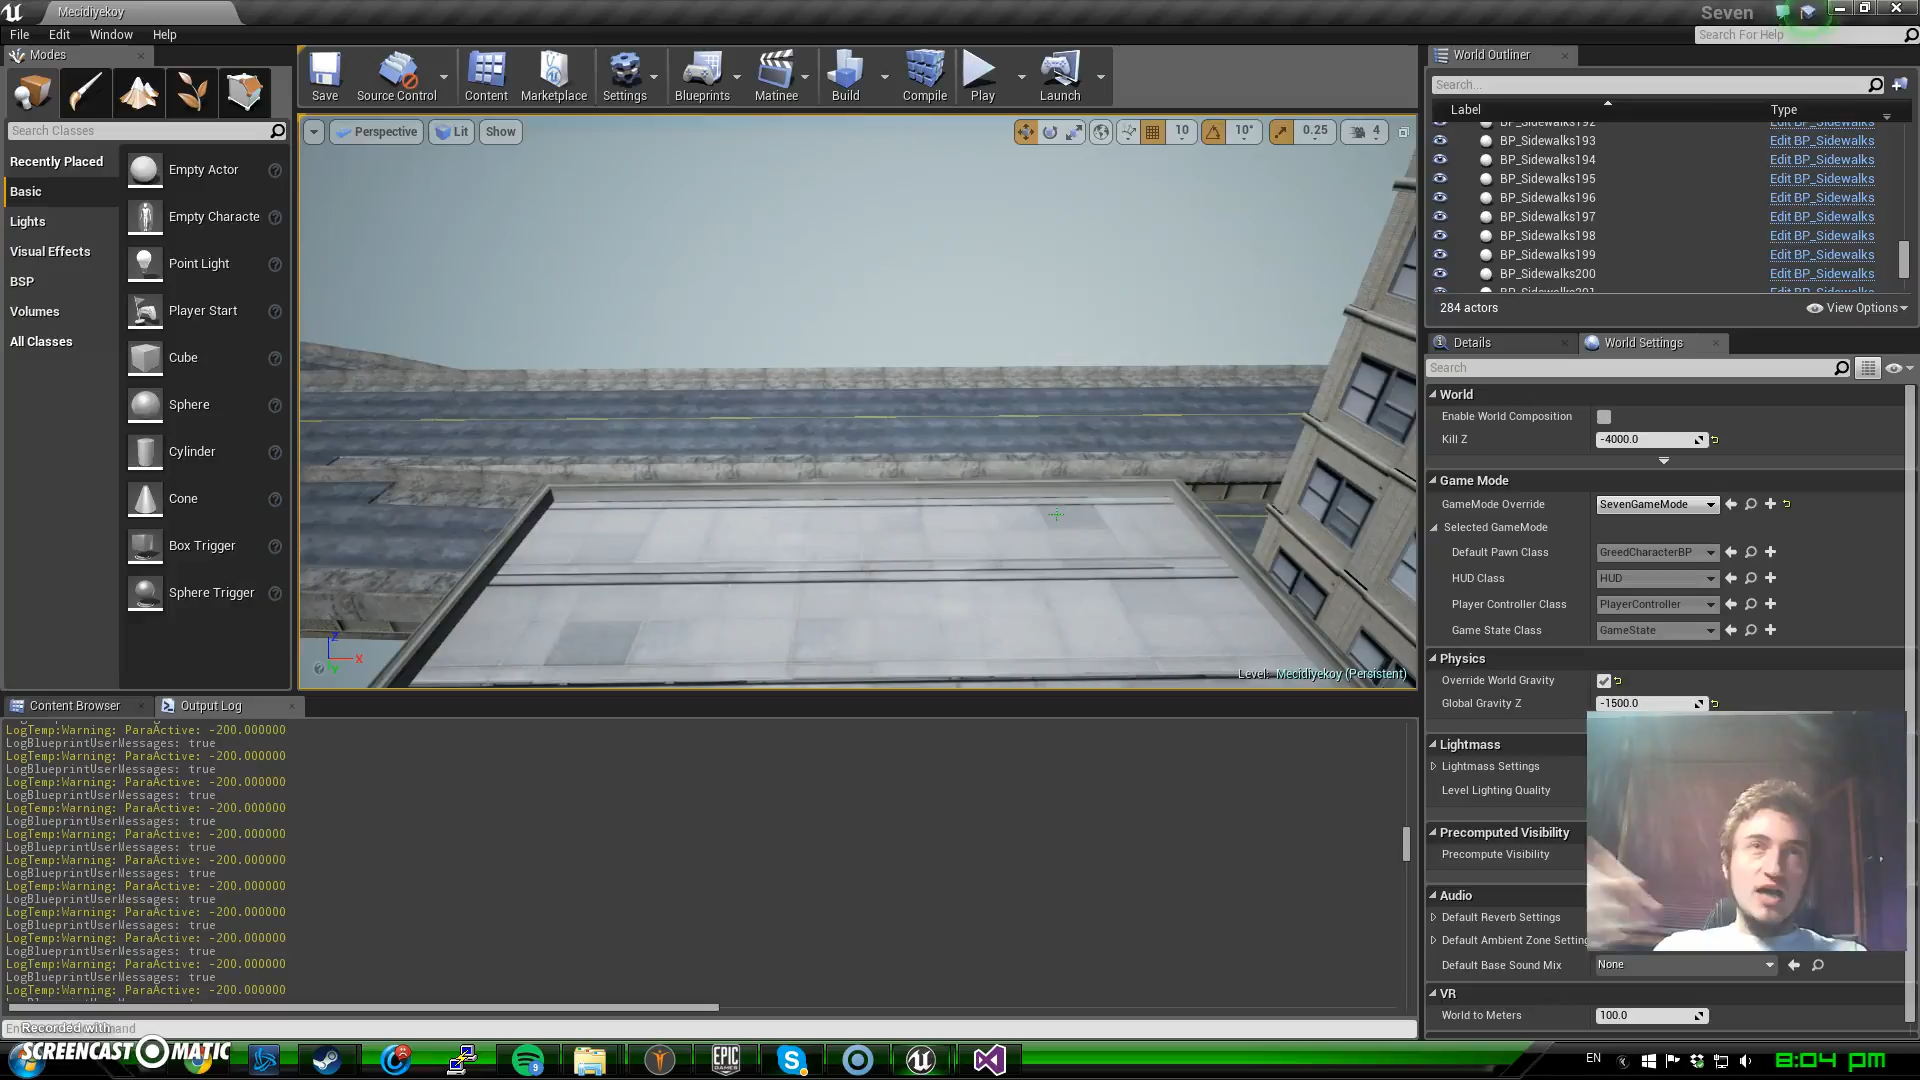 Mecidiyekoy
Seven
File Edit Window Help
Search For Help
Modes
Save
Source Control
Content
Marketplace
Settings
Blueprints
Matinee
Build
Compile
Play
Launch
Search Classes
Recently Placed
Basic
Lights
Visual Effects
BSP
Volumes
All Classes
Empty Actor
Empty Characte
Point Light
Player Start
Cube
Sphere
Cylinder
Cone
Box Trigger
Sphere Trigger
Perspective
Lit
Show
10
10°
0.25
4
X
Z
Y
Level: Mecidiyekoy (Persistent)
World Outliner
Search...
Label Type
BP_Sidewalks192 Edit BP_Sidewalks
BP_Sidewalks193 Edit BP_Sidewalks
BP_Sidewalks194 Edit BP_Sidewalks
BP_Sidewalks195 Edit BP_Sidewalks
BP_Sidewalks196 Edit BP_Sidewalks
BP_Sidewalks197 Edit BP_Sidewalks
BP_Sidewalks198 Edit BP_Sidewalks
BP_Sidewalks199 Edit BP_Sidewalks
BP_Sidewalks200 Edit BP_Sidewalks
BP_Sidewalks201 Edit BP_Sidewalks
284 actors
View Options
Details
World Settings
Search
World
Enable World Composition
Kill Z -4000.0
Game Mode
GameMode Override SevenGameMode
Selected GameMode
Default Pawn Class GreedCharacterBP
HUD Class HUD
Player Controller Class PlayerController
Game State Class GameState
Physics
Override World Gravity
Global Gravity Z -1500.0
Lightmass
Lightmass Settings
Level Lighting Quality
Precomputed Visibility
Precompute Visibility
Audio
Default Reverb Settings
Default Ambient Zone Setting
Default Base Sound Mix None
VR
World to Meters 100.0
Content Browser
Output Log
LogTemp:Warning: ParaActive: -200.000000
LogBlueprintUserMessages: true
LogTemp:Warning: ParaActive: -200.000000
LogBlueprintUserMessages: true
LogTemp:Warning: ParaActive: -200.000000
LogBlueprintUserMessages: true
LogTemp:Warning: ParaActive: -200.000000
LogBlueprintUserMessages: true
LogTemp:Warning: ParaActive: -200.000000
LogBlueprintUserMessages: true
LogTemp:Warning: ParaActive: -200.000000
LogBlueprintUserMessages: true
LogTemp:Warning: ParaActive: -200.000000
LogBlueprintUserMessages: true
LogTemp:Warning: ParaActive: -200.000000
LogBlueprintUserMessages: true
LogTemp:Warning: ParaActive: -200.000000
LogBlueprintUserMessages: true
LogTemp:Warning: ParaActive: -200.000000
LogBlueprintUserMessages: true
LogTemp:Warning: ParaActive: -200.000000
Recorded with
SCREENCAST MATIC
9
EPIC
GAMES
EN
8:04 pm